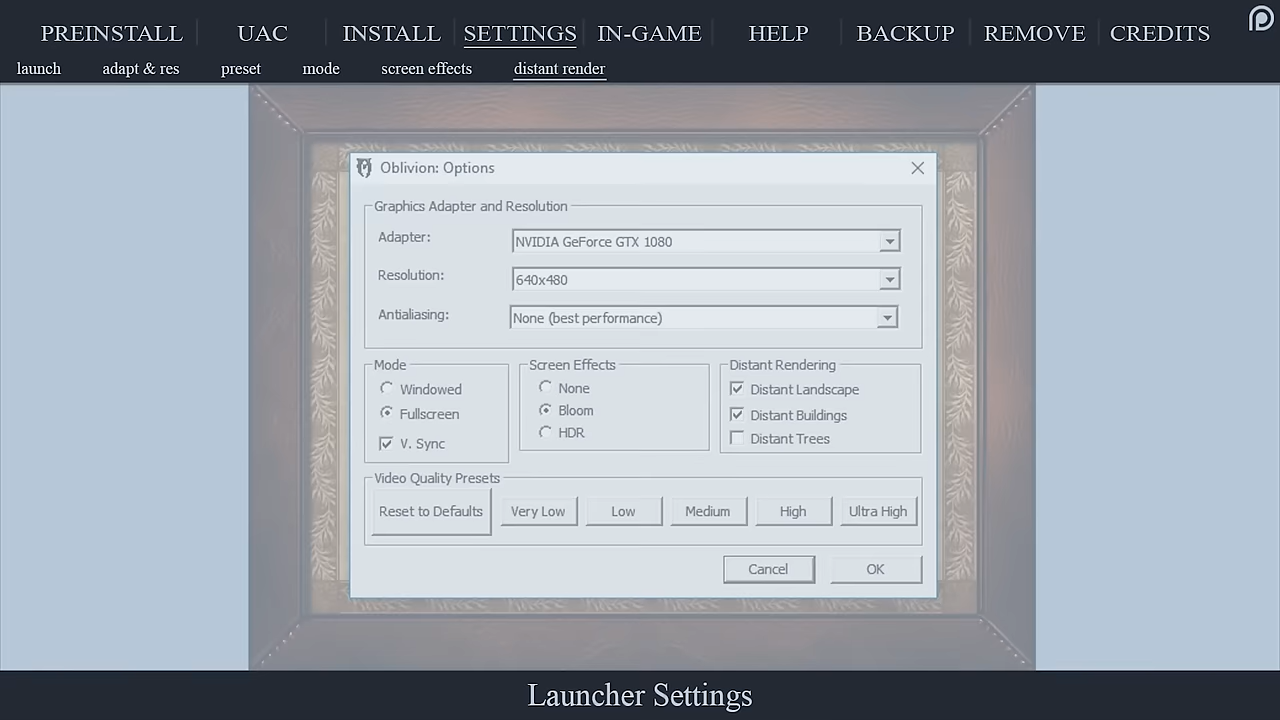 PREINSTALL UAC INSTALL SETTINGS IN-GAME HELP BACKUP REMOVE CREDITS
launch adapt & res preset mode screen effects distant render
Oblivion: Options
Graphics Adapter and Resolution
Adapter: NVIDIA GeForce GTX 1080
Resolution: 640x480
Antialiasing: None (best performance)
Mode
Windowed
Fullscreen
V. Sync
Screen Effects
None
Bloom
HDR
Distant Rendering
Distant Landscape
Distant Buildings
Distant Trees
Video Quality Presets
Reset to Defaults Very Low Low Medium High Ultra High
Cancel OK
Launcher Settings